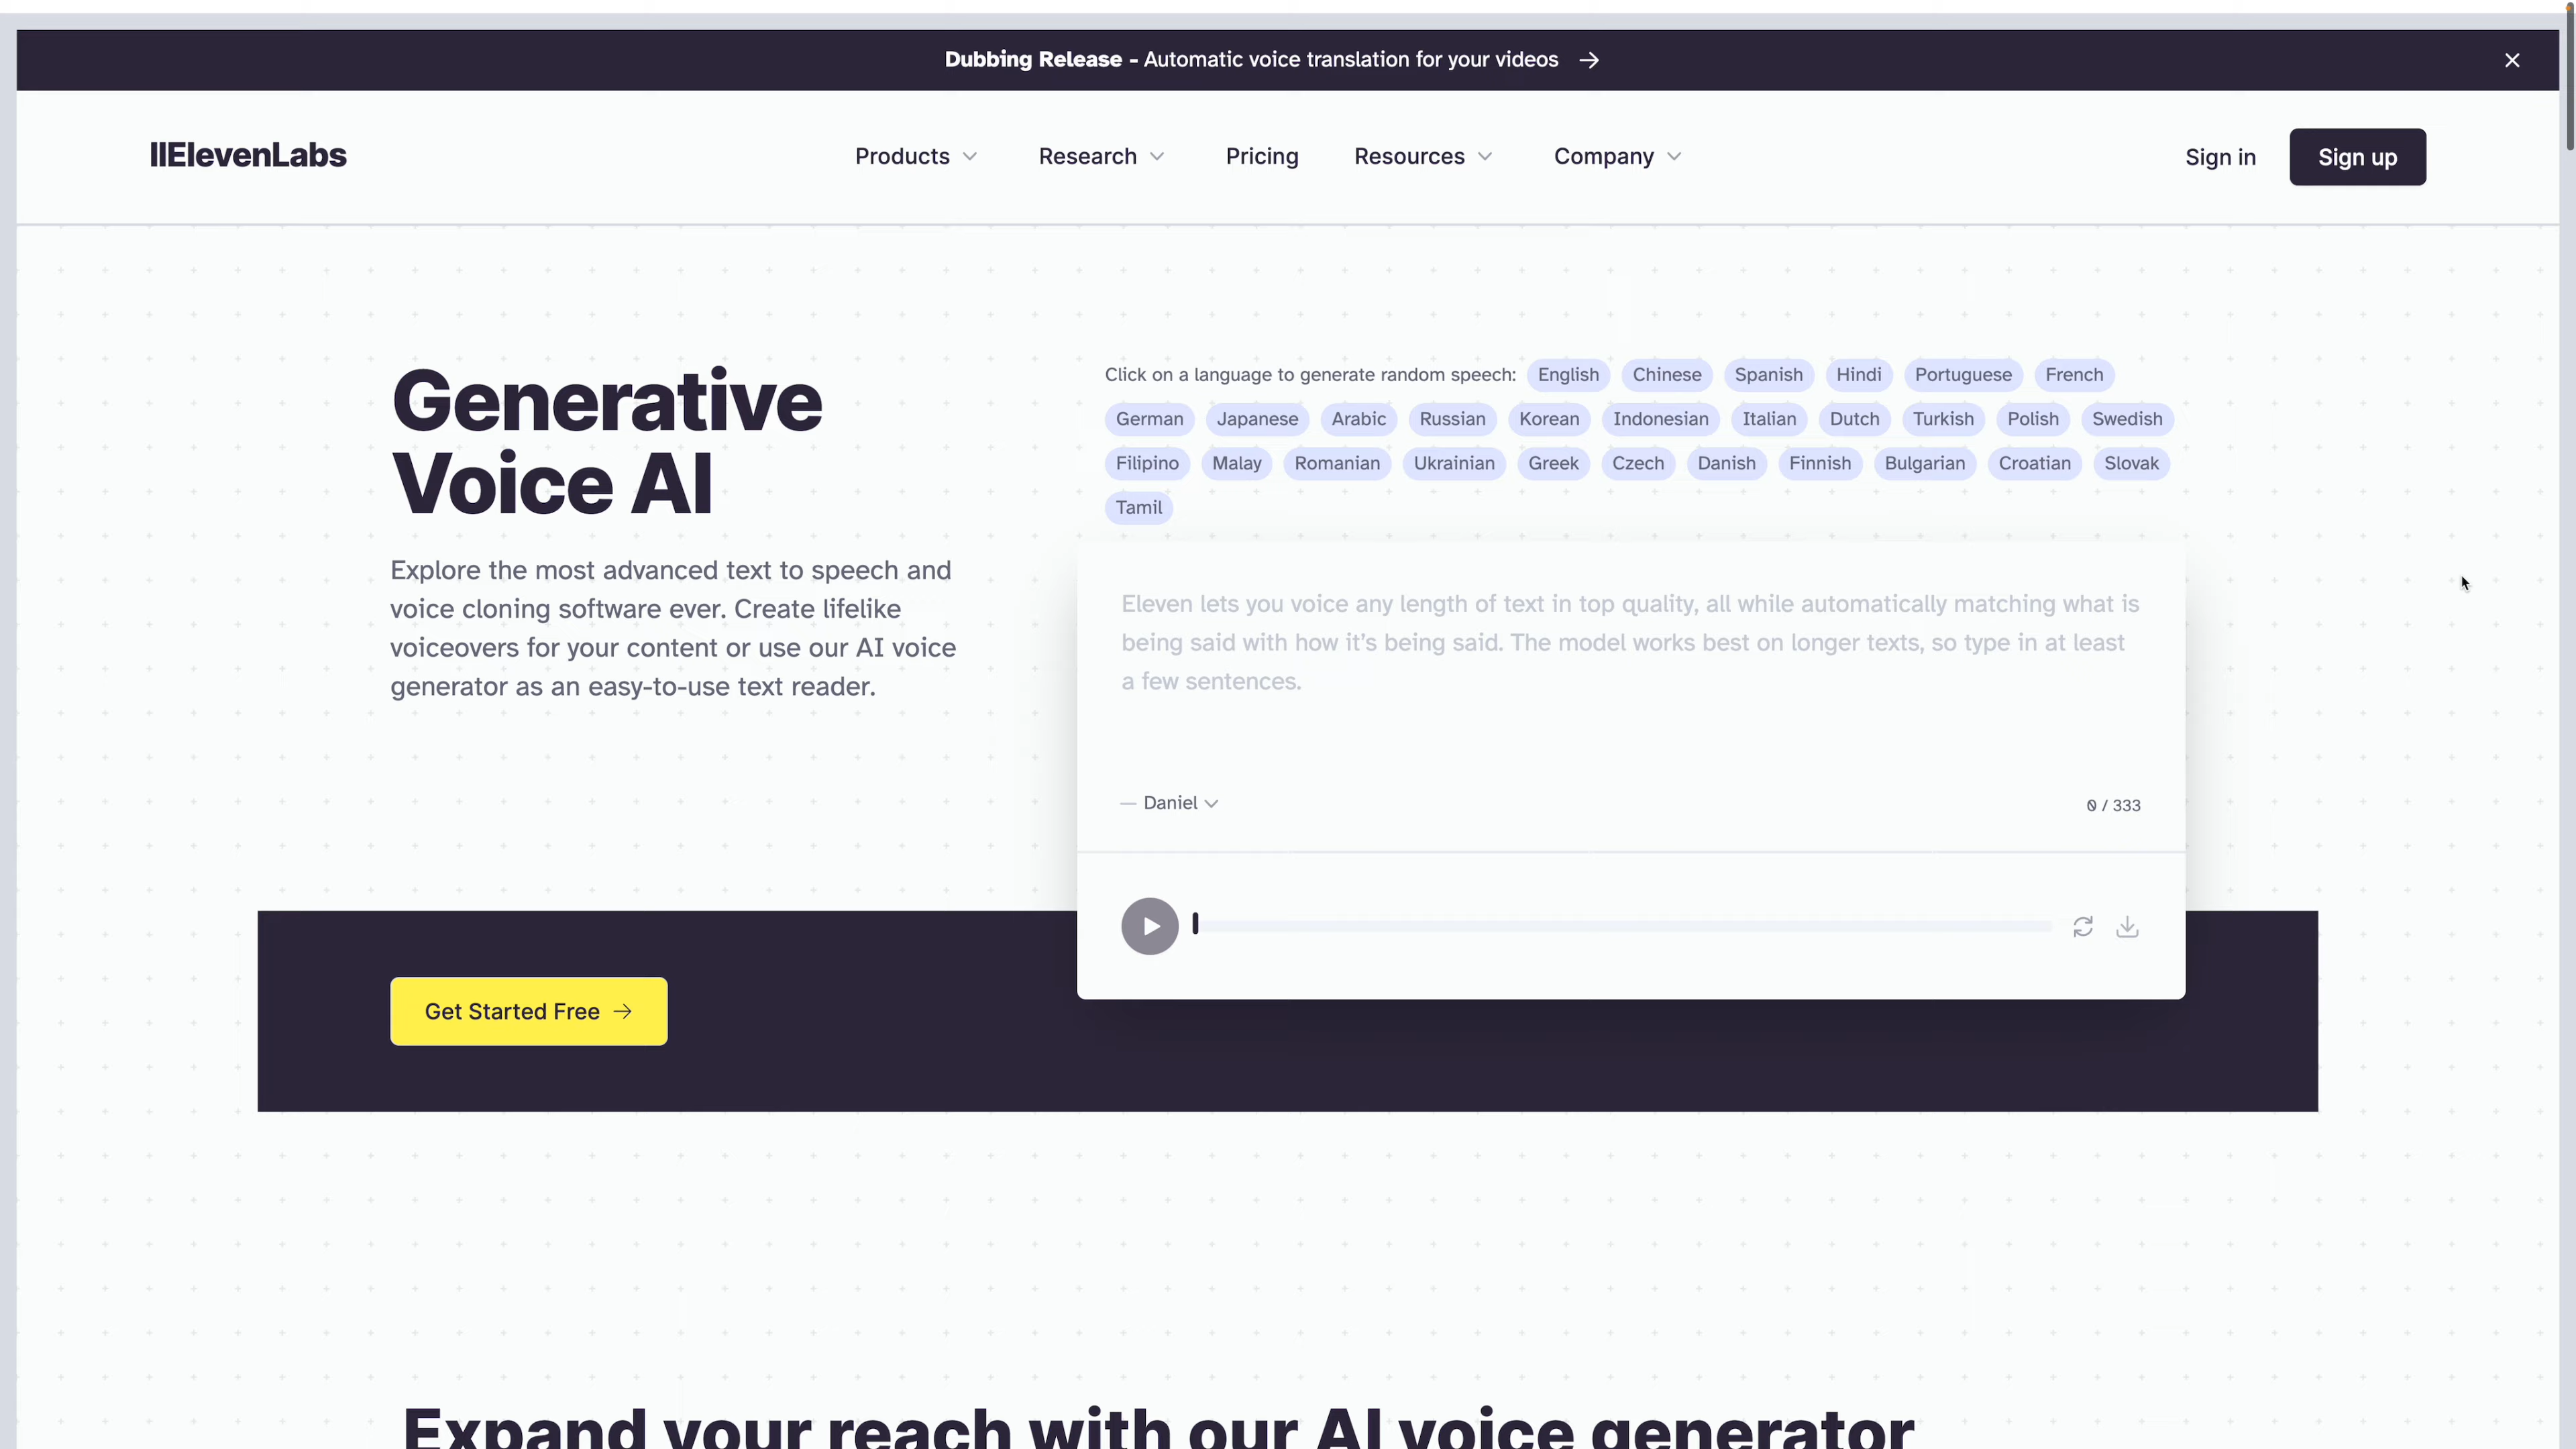 Dubbing Release - Automatic voice translation for your videos →
IIElevenLabs
Products
Research
Pricing
Resources
Company
Sign in
Sign up
Generative
Voice AI
Explore the most advanced text to speech and
voice cloning software ever. Create lifelike
voiceovers for your content or use our AI voice
generator as an easy-to-use text reader.
Click on a language to generate random speech: English Chinese Spanish Hindi Portuguese French
German Japanese Arabic Russian Korean Indonesian Italian Dutch Turkish Polish Swedish
Filipino Malay Romanian Ukrainian Greek Czech Danish Finnish Bulgarian Croatian Slovak
Tamil
Eleven lets you voice any length of text in top quality, all while automatically matching what is
being said with how it’s being said. The model works best on longer texts, so type in at least
a few sentences.
— Daniel
0 / 333
Get Started Free →
Expand your reach with our AI voice generator